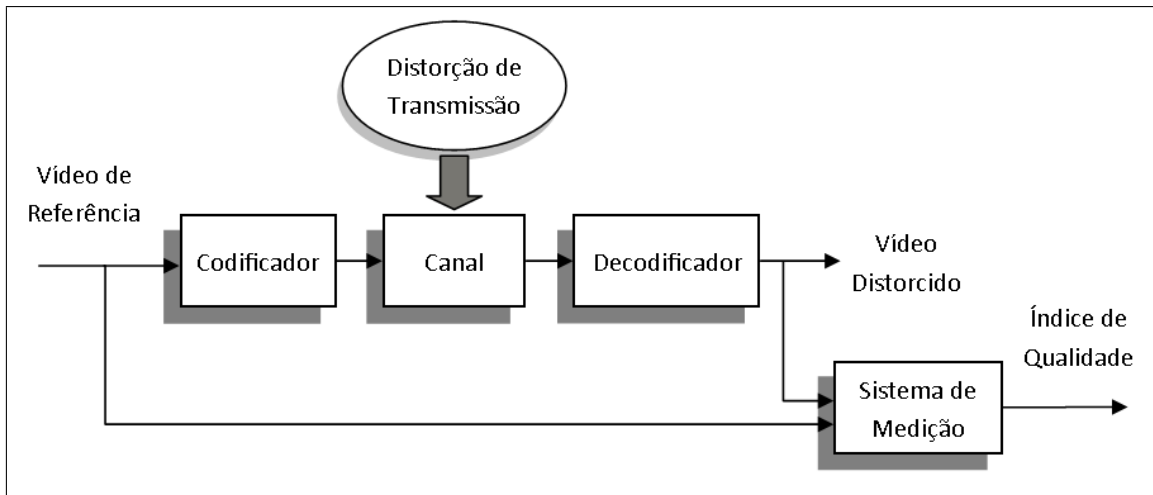 Distorção de
Transmissão
Vídeo de
Referência
Codificador
Canal
Decodificador
Vídeo
Distorcido
Índice de
Qualidade
Sistema de
Medição